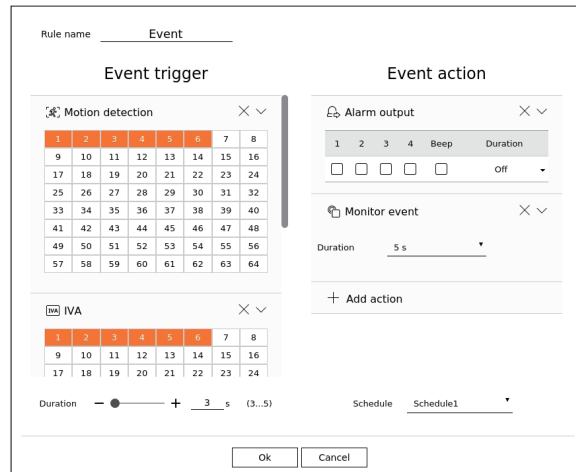 Rule name Event
Event trigger
Motion detection
1 2 3 4 5 6 7 8
9 10 11 12 13 14 15 16
17 18 19 20 21 22 23 24
25 26 27 28 29 30 31 32
33 34 35 36 37 38 39 40
41 42 43 44 45 46 47 48
49 50 51 52 53 54 55 56
57 58 59 60 61 62 63 64
IVA IVA
1 2 3 4 5 6 7 8
9 10 11 12 13 14 15 16
17 18 19 20 21 22 23 24
Duration 3 s (3...5)
Event action
Alarm output
1 2 3 4 Beep Duration
Off
Monitor event
Duration 5 s
Add action
Schedule Schedule1
Ok Cancel